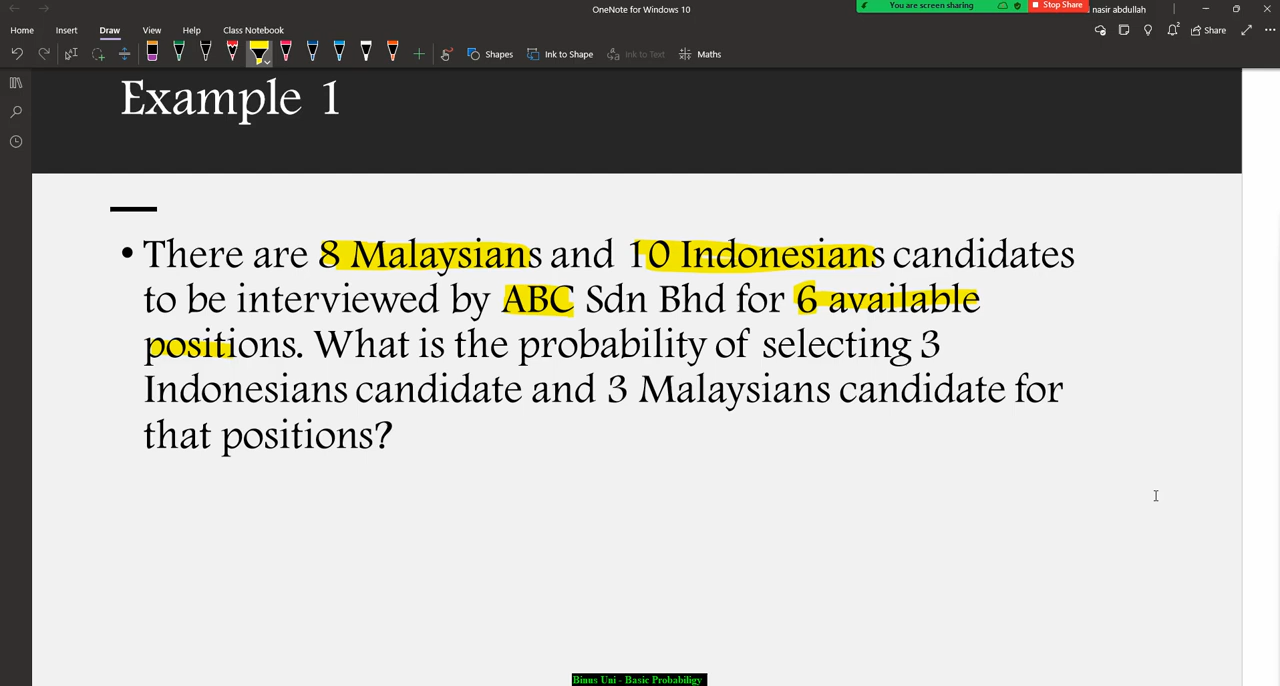 OneNote for Windows 10
You are screen sharing
Stop Share
nasir abdullah
Home Insert Draw View Help Class Notebook
Share
Shapes Ink to Shape Ink to Text Maths
Example 1
• There are 8 Malaysians and 10 Indonesians candidates
to be interviewed by ABC Sdn Bhd for 6 available
positions. What is the probability of selecting 3
Indonesians candidate and 3 Malaysians candidate for
that positions?
Binus Uni - Basic Probabiligy